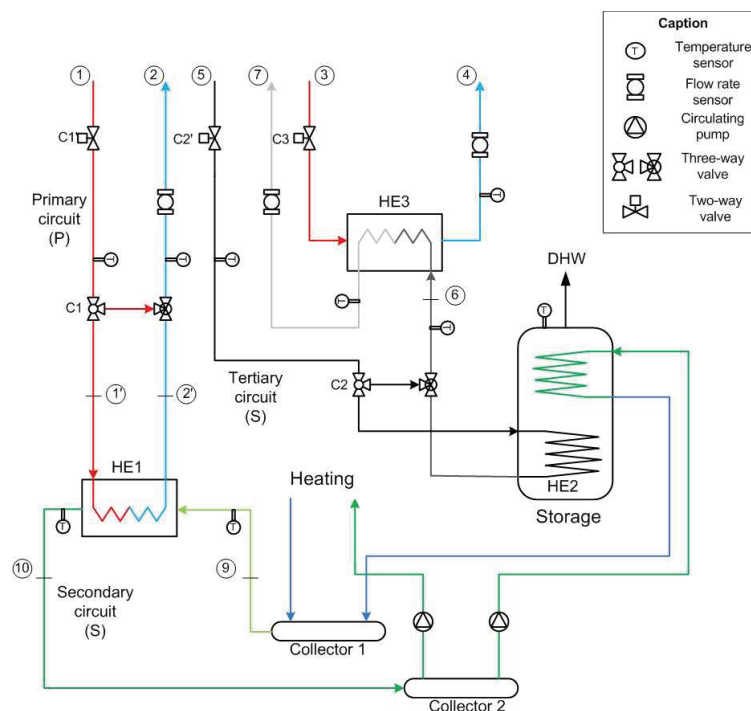 Caption
T
Temperature
sensor
Flow rate
sensor
Circulating
pump
Three-way
valve
Two-way
valve
1
2
5
7
3
4
C1'
C2'
C3
Primary
circuit
(P)
HE3
T
T
T
T
T
T
DHW
6
T
C1
Tertiary
circuit
(S)
C2
1'
2'
HE1
Heating
HE2
Storage
T
T
10
9
Secondary
circuit
(S)
Collector 1
Collector 2